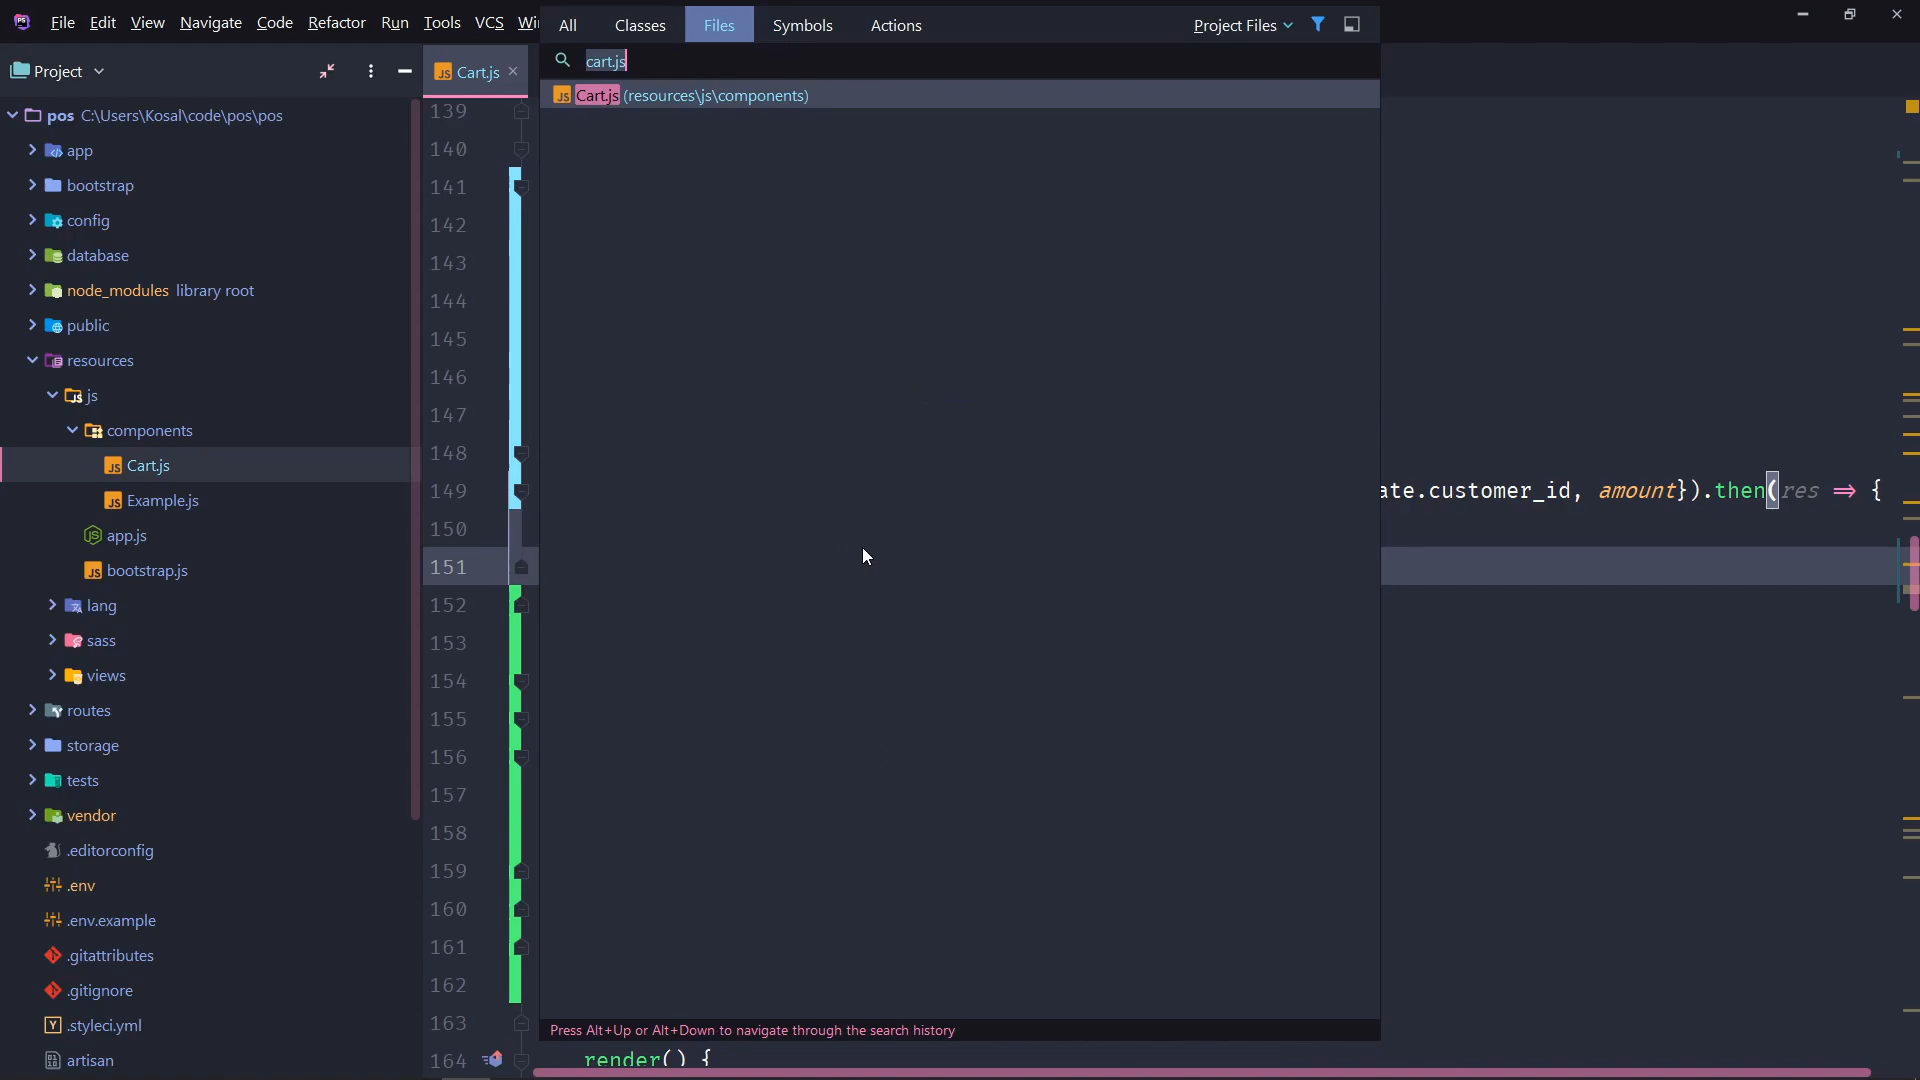 File Edit View Navigate Code Refactor Run Tools VCS Wi
All Classes Files Symbols Actions Project Files
Project
Cart.js
cart.js
Cart.js (resources\js\components)
pos C:\Users\Kosal\code\pos\pos
app
bootstrap
config
database
node_modules library root
public
resources
js
components
Cart.js
Example.js
app.js
bootstrap.js
lang
sass
views
routes
storage
tests
vendor
.editorconfig
.env
.env.example
.gitattributes
.gitignore
.styleci.yml
artisan
139
140
141
142
143
144
145
146
147
148
149 ate.customer_id, amount}).then(res => {
150
151
152
153
154
155
156
157
158
159
160
161
162
163
164 render() {
Press Alt+Up or Alt+Down to navigate through the search history